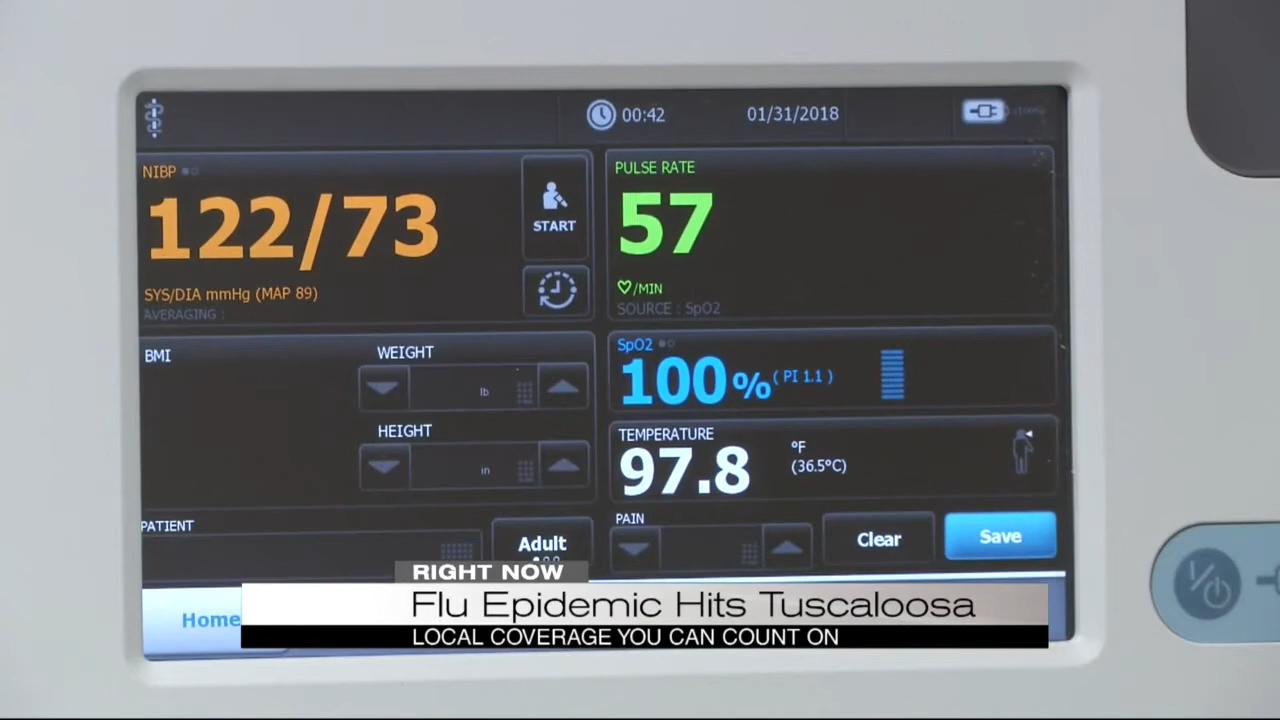 00:42
01/31/2018
NIBP
122/73
START
SYS/DIA mmHg (MAP 89)
AVERAGING :
PULSE RATE
57
/MIN
SOURCE : SpO2
BMI
WEIGHT
lb
HEIGHT
in
SpO2
100% (PI 1.1)
TEMPERATURE
97.8
°F
(36.5°C)
PATIENT
Adult
PAIN
Clear
Save
Home
RIGHT NOW
Flu Epidemic Hits Tuscaloosa
LOCAL COVERAGE YOU CAN COUNT ON